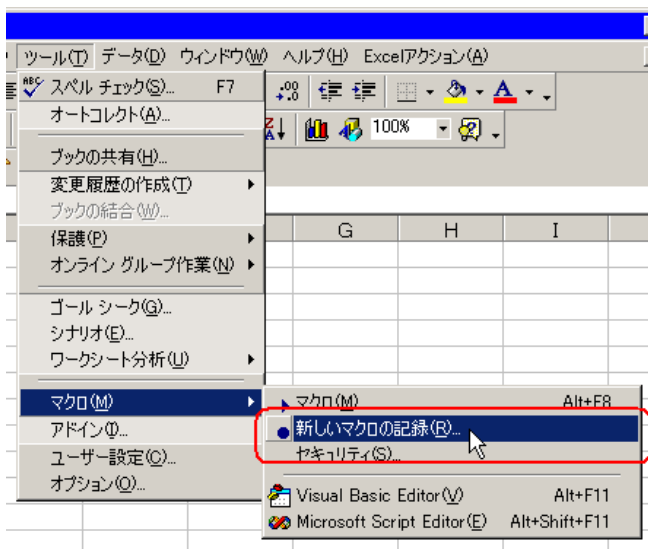 ツール(T) データ(D) ウィンドウ(W) ヘルプ(H) Excelアクション(A)
ABC スペル チェック(S)... F7
オートコレクト(A)...
100%
ブックの共有(H)...
変更履歴の作成(T)
ブックの結合(W)...
保護(P)
オンライン グループ作業(N)
G H I
ゴール シーク(G)...
シナリオ(E)...
ワークシート分析(U)
マクロ(M)
マクロ(M) Alt+F8
アドイン(I)...
新しいマクロの記録(R)...
ユーザー設定(C)...
セキュリティ(S)...
オプション(O)...
Visual Basic Editor(V) Alt+F11
Microsoft Script Editor(E) Alt+Shift+F11